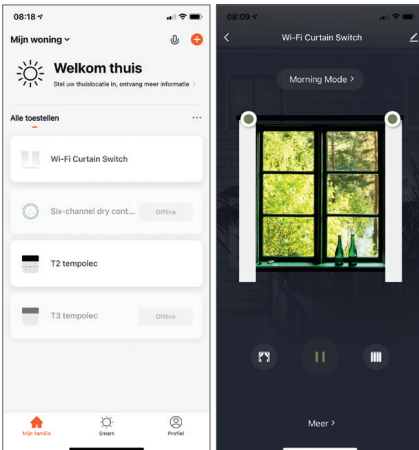 08:18
Mijn woning
Welkom thuis
Stel uw thuislocatie in, ontvang meer informatie
Alle toestellen
Wi-Fi Curtain Switch
Six-channel dry cont... Offline
T2 tempolec
T3 tempolec Offline
Mijn familie Smart Profiel
08:09
Wi-Fi Curtain Switch
Morning Mode
Meer